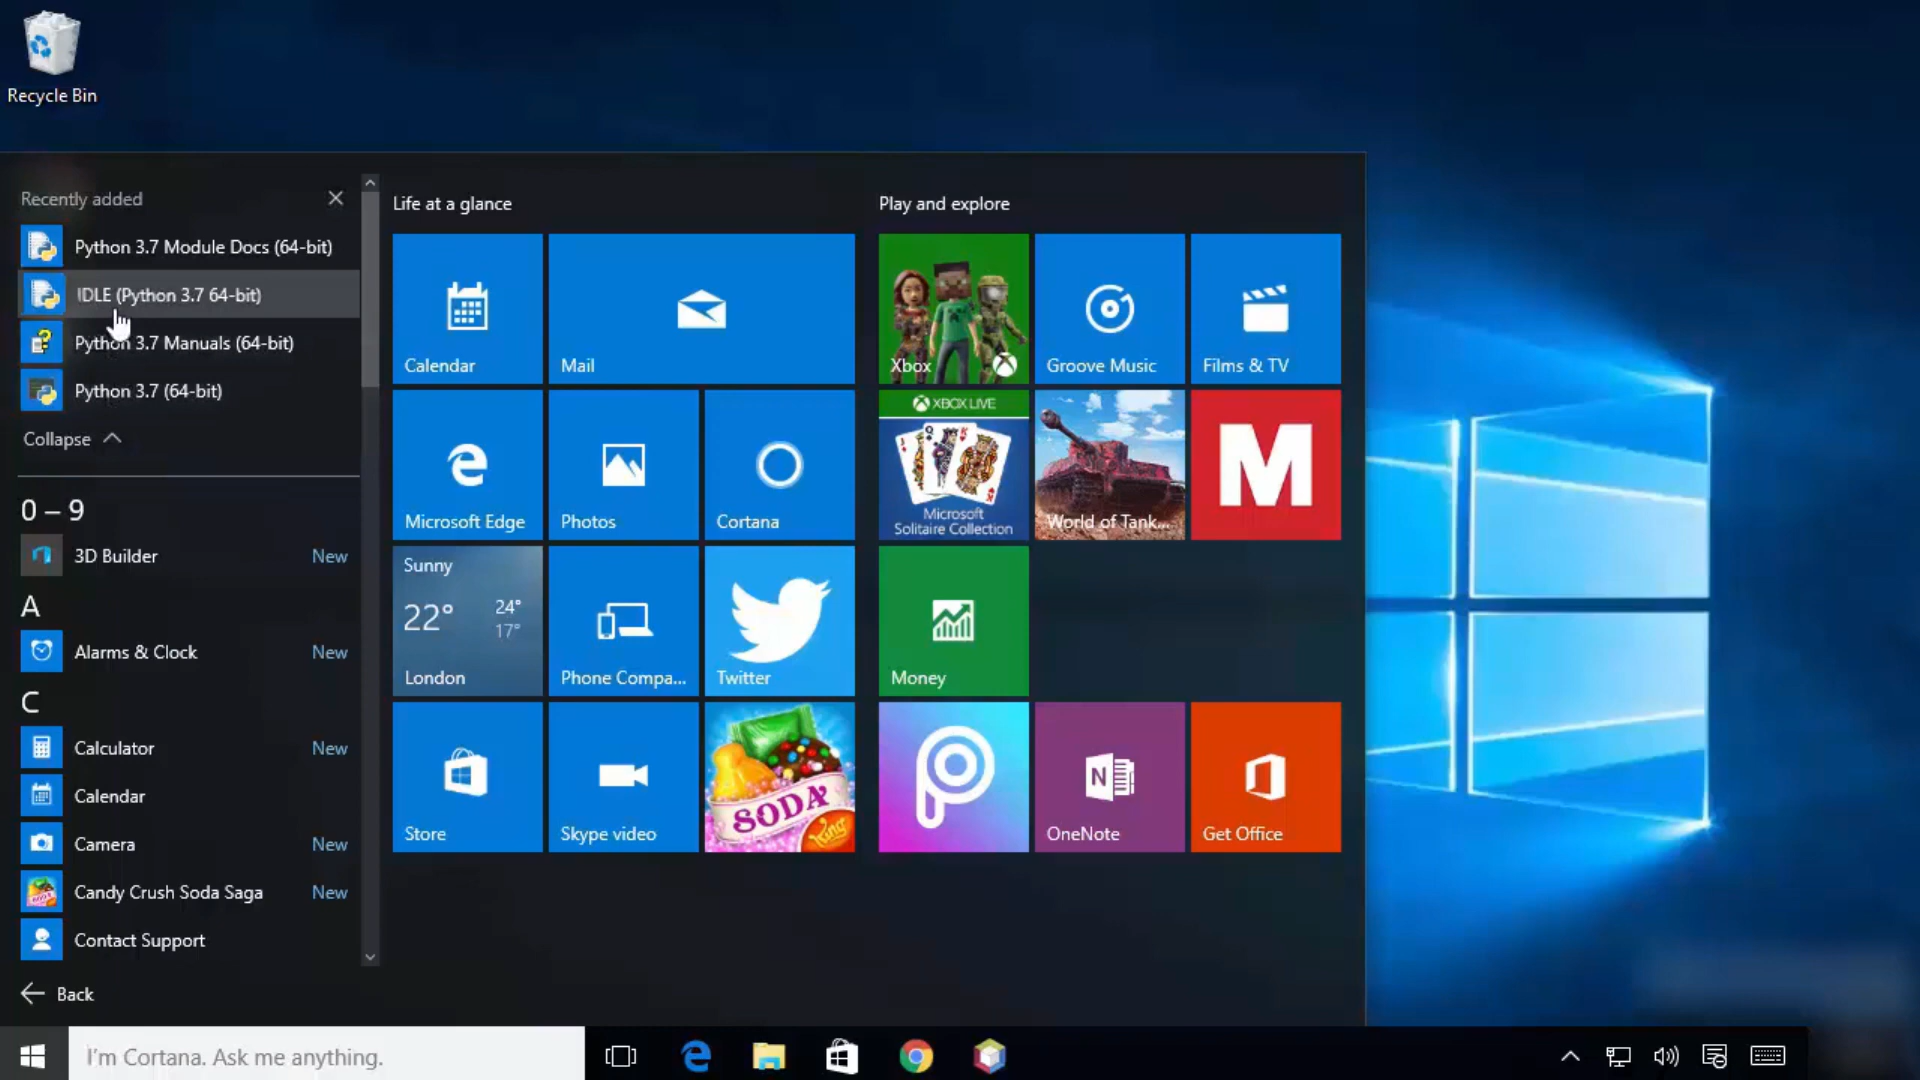 Recycle Bin
Recently added
Python 3.7 Module Docs (64-bit)
IDLE (Python 3.7 64-bit)
Python 3.7 Manuals (64-bit)
Python 3.7 (64-bit)
Collapse
0 – 9
3D Builder New
A
Alarms & Clock New
C
Calculator New
Calendar
Camera New
Candy Crush Soda Saga New
Contact Support
Back
Life at a glance
Calendar
Mail
Microsoft Edge
Photos
Cortana
Sunny
22°
24°
17°
London
Phone Compa...
Twitter
Store
Skype video
SODA
King
Play and explore
Xbox
Groove Music
Films & TV
XBOX LIVE
J
Q
K
K
Microsoft
Solitaire Collection
World of Tank...
M
Money
P
N
OneNote
Get Office
I'm Cortana. Ask me anything.